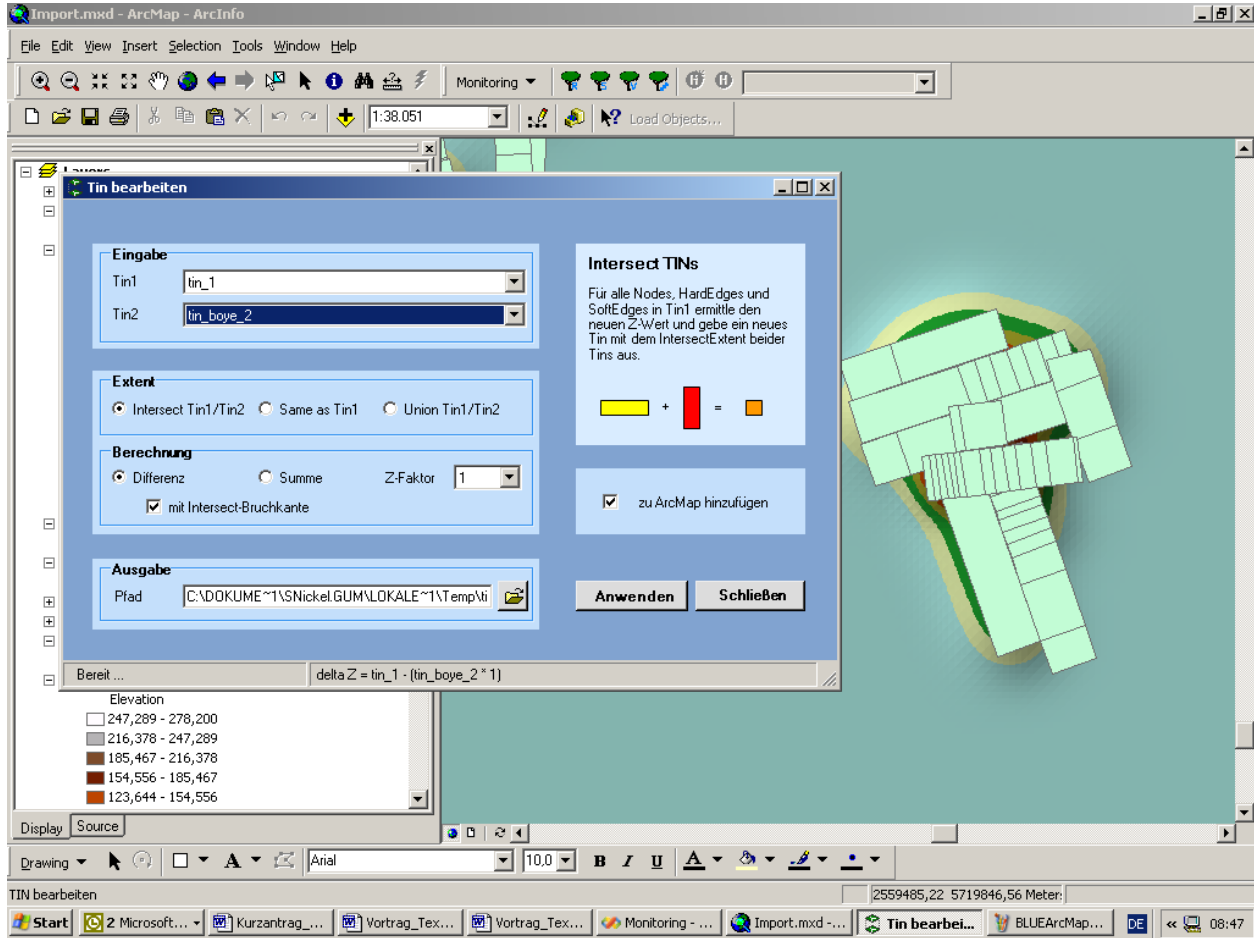 Import.mxd - ArcMap - ArcInfo
File Edit View Insert Selection Tools Window Help
Monitoring
1:38.051
Load Objects...
Layers
Tin bearbeiten
Eingabe
Tin1
tin_1
Tin2
tin_boye_2
Extent
Intersect Tin1/Tin2
Same as Tin1
Union Tin1/Tin2
Berechnung
Differenz
Summe
Z-Faktor
1
mit Intersect-Bruchkante
Ausgabe
Pfad
C:\DOKUME~1\SNickel.GUM\LOKALE~1\Temp\ti
Intersect TINs
Für alle Nodes, HardEdges und
SoftEdges in Tin1 ermittle den
neuen Z-Wert und gebe ein neues
Tin mit dem IntersectExtent beider
Tins aus.
+ =
zu ArcMap hinzufügen
Anwenden
Schließen
Bereit ...
delta Z = tin_1 - (tin_boye_2 * 1)
Elevation
247,289 - 278,200
216,378 - 247,289
185,467 - 216,378
154,556 - 185,467
123,644 - 154,556
Display Source
Drawing
A
Arial
10,0
B I U A
TIN bearbeiten
2559485,22 5719846,56 Meter
Start
2 Microsoft...
Kurzantrag_...
Vortrag_Tex...
Vortrag_Tex...
Monitoring - ...
Import.mxd -...
Tin bearbei...
BLUEArcMap...
DE
«
08:47